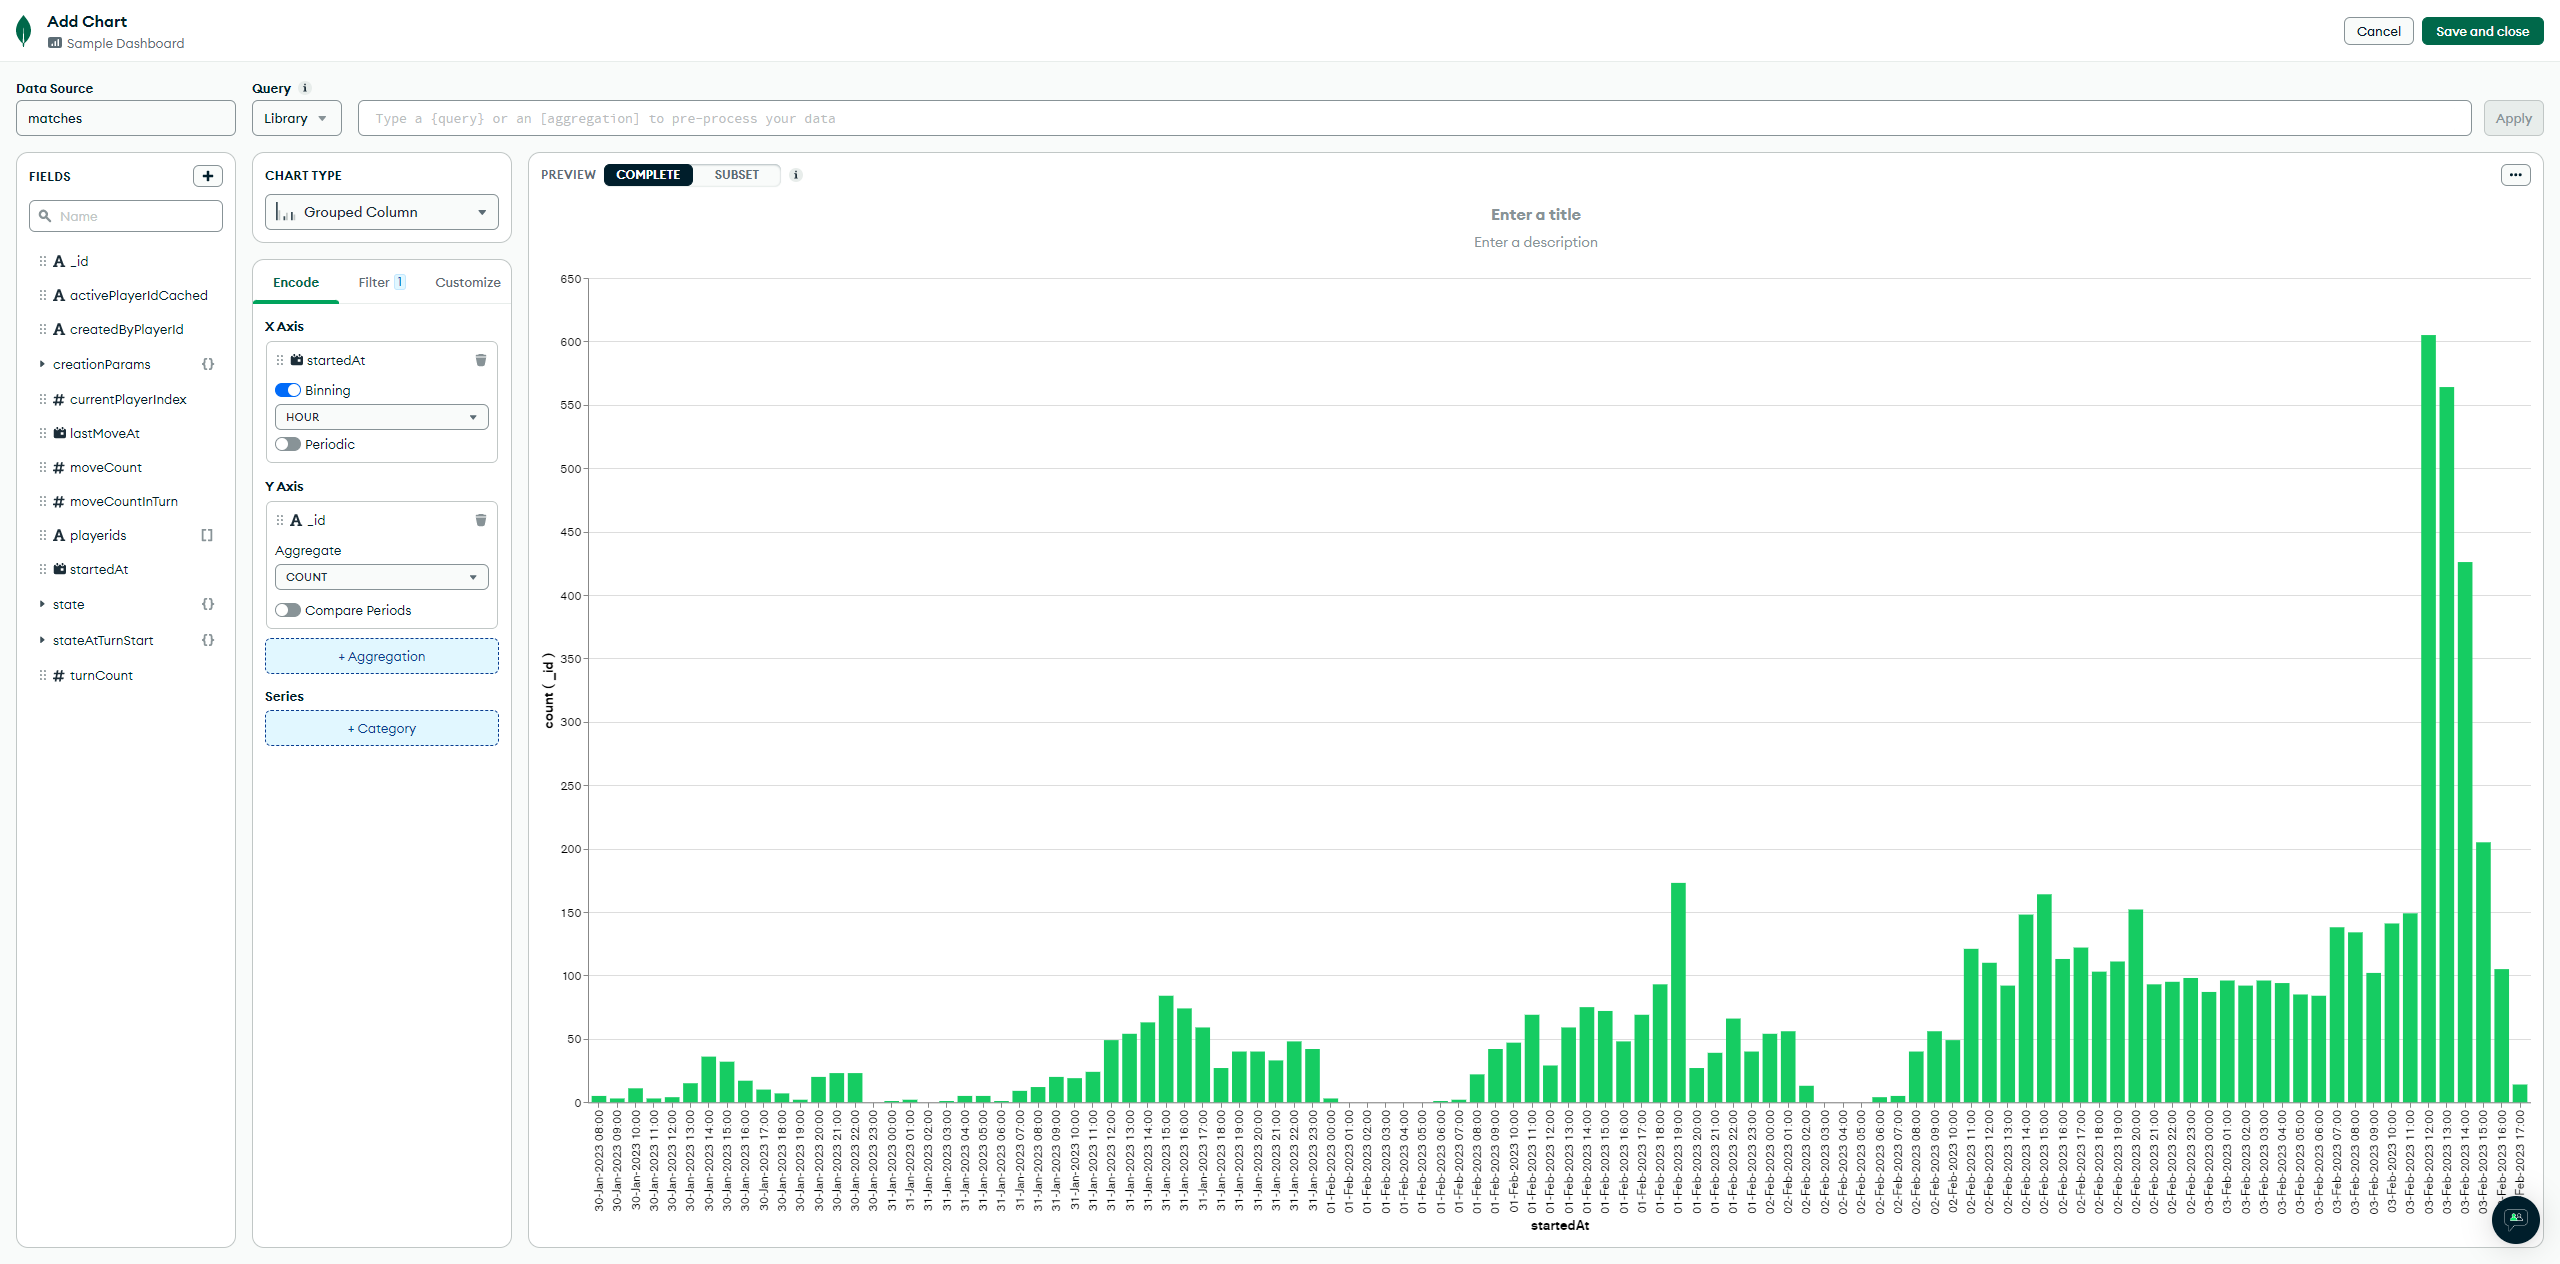 Add Chart
Sample Dashboard
Cancel
Save and close
Data Source
matches
Query
Library
Type a {query} or an [aggregation] to pre-process your data
Apply
FIELDS
Name
_id
activePlayerIdCached
createdByPlayerId
creationParams {}
currentPlayerIndex
lastMoveAt
moveCount
moveCountInTurn
playerids []
startedAt
state {}
stateAtTurnStart {}
turnCount
CHART TYPE
Grouped Column
Encode
Filter 1
Customize
X Axis
startedAt
Binning
HOUR
Periodic
Y Axis
_id
Aggregate
COUNT
Compare Periods
+ Aggregation
Series
+ Category
PREVIEW
COMPLETE
SUBSET
Enter a title
Enter a description
count ( _id )
650
600
550
500
450
400
350
300
250
200
150
100
50
0
30-Jan-2023 08:00
30-Jan-2023 09:00
30-Jan-2023 10:00
30-Jan-2023 11:00
30-Jan-2023 12:00
30-Jan-2023 13:00
30-Jan-2023 14:00
30-Jan-2023 15:00
30-Jan-2023 16:00
30-Jan-2023 17:00
30-Jan-2023 18:00
30-Jan-2023 19:00
30-Jan-2023 20:00
30-Jan-2023 21:00
30-Jan-2023 22:00
30-Jan-2023 23:00
31-Jan-2023 00:00
31-Jan-2023 01:00
31-Jan-2023 02:00
31-Jan-2023 03:00
31-Jan-2023 04:00
31-Jan-2023 05:00
31-Jan-2023 06:00
31-Jan-2023 07:00
31-Jan-2023 08:00
31-Jan-2023 09:00
31-Jan-2023 10:00
31-Jan-2023 11:00
31-Jan-2023 12:00
31-Jan-2023 13:00
31-Jan-2023 14:00
31-Jan-2023 15:00
31-Jan-2023 16:00
31-Jan-2023 17:00
31-Jan-2023 18:00
31-Jan-2023 19:00
31-Jan-2023 20:00
31-Jan-2023 21:00
31-Jan-2023 22:00
31-Jan-2023 23:00
01-Feb-2023 00:00
01-Feb-2023 01:00
01-Feb-2023 02:00
01-Feb-2023 03:00
01-Feb-2023 04:00
01-Feb-2023 05:00
01-Feb-2023 06:00
01-Feb-2023 07:00
01-Feb-2023 08:00
01-Feb-2023 09:00
01-Feb-2023 10:00
01-Feb-2023 11:00
01-Feb-2023 12:00
01-Feb-2023 13:00
01-Feb-2023 14:00
01-Feb-2023 15:00
01-Feb-2023 16:00
01-Feb-2023 17:00
01-Feb-2023 18:00
01-Feb-2023 19:00
01-Feb-2023 20:00
01-Feb-2023 21:00
01-Feb-2023 22:00
01-Feb-2023 23:00
02-Feb-2023 00:00
02-Feb-2023 01:00
02-Feb-2023 02:00
02-Feb-2023 03:00
02-Feb-2023 04:00
02-Feb-2023 05:00
02-Feb-2023 06:00
02-Feb-2023 07:00
02-Feb-2023 08:00
02-Feb-2023 09:00
02-Feb-2023 10:00
02-Feb-2023 11:00
02-Feb-2023 12:00
02-Feb-2023 13:00
02-Feb-2023 14:00
02-Feb-2023 15:00
02-Feb-2023 16:00
02-Feb-2023 17:00
02-Feb-2023 18:00
02-Feb-2023 19:00
02-Feb-2023 20:00
02-Feb-2023 21:00
02-Feb-2023 22:00
02-Feb-2023 23:00
03-Feb-2023 00:00
03-Feb-2023 01:00
03-Feb-2023 02:00
03-Feb-2023 03:00
03-Feb-2023 04:00
03-Feb-2023 05:00
03-Feb-2023 06:00
03-Feb-2023 07:00
03-Feb-2023 08:00
03-Feb-2023 09:00
03-Feb-2023 10:00
03-Feb-2023 11:00
03-Feb-2023 12:00
03-Feb-2023 13:00
03-Feb-2023 14:00
03-Feb-2023 15:00
-Feb-2023 16:00
Feb-2023 17:00
startedAt